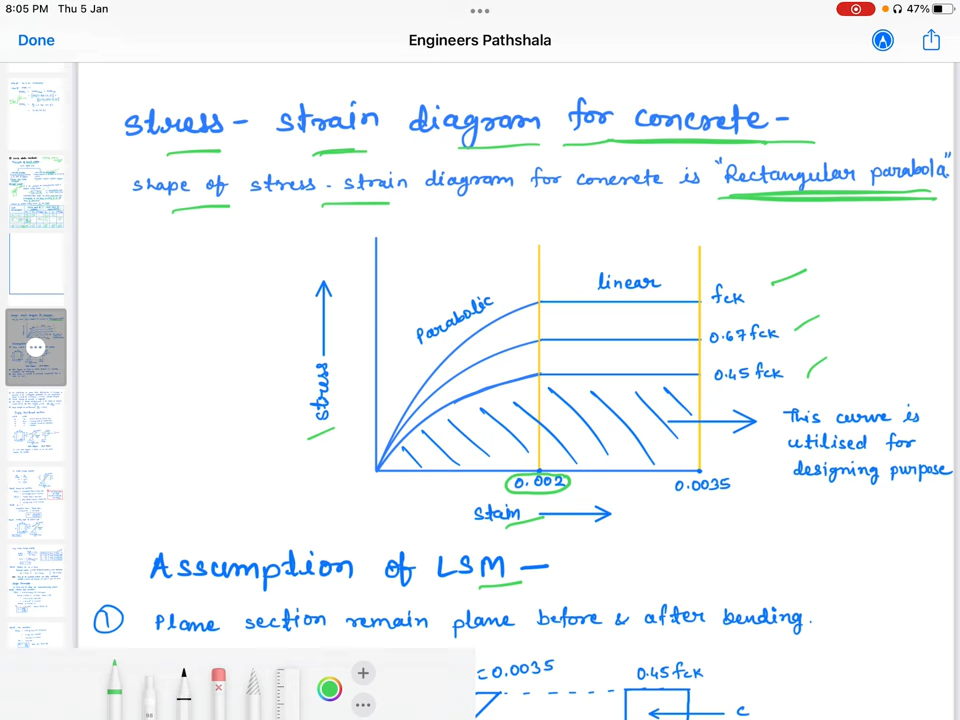 8:05 PM Thu 5 Jan
47%
Done
Engineers Pathshala
Stress - strain diagram for concrete -
shape of stress - strain diagram for concrete is "Rectangular parabola"
Parabolic
linear
fck
0.67fck
0.45fck
Stress
This curve is
utilised for
designing purpose
0.002
0.0035
Stain
Assumption of LSM -
① Plane section remain plane before & after bending.
= 0.0035
0.45fck
C